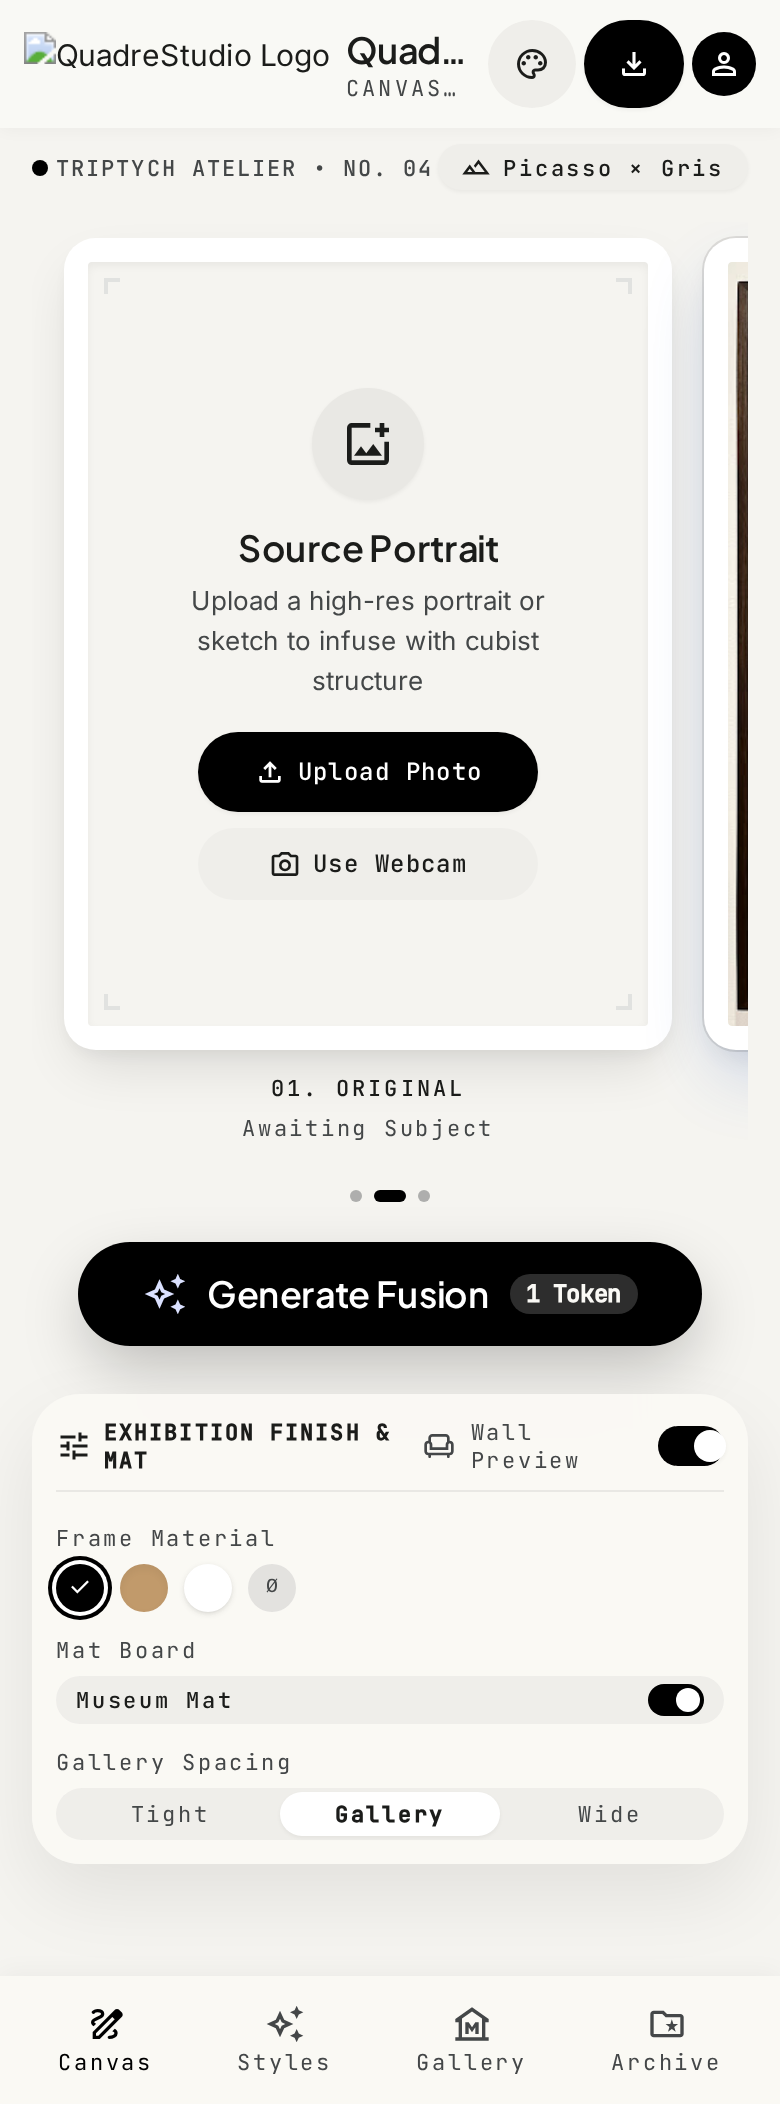 QuadreStudio Logo
Quad…
CANVAS…
TRIPTYCH ATELIER • NO. 04
Picasso × Gris
Source Portrait
Upload a high-res portrait or
sketch to infuse with cubist
structure
Upload Photo
Use Webcam
01. ORIGINAL
Awaiting Subject
Generate Fusion
1 Token
EXHIBITION FINISH &
MAT
Wall
Preview
Frame Material
Ø
Mat Board
Museum Mat
Gallery Spacing
Tight
Gallery
Wide
Canvas
Styles
Gallery
Archive